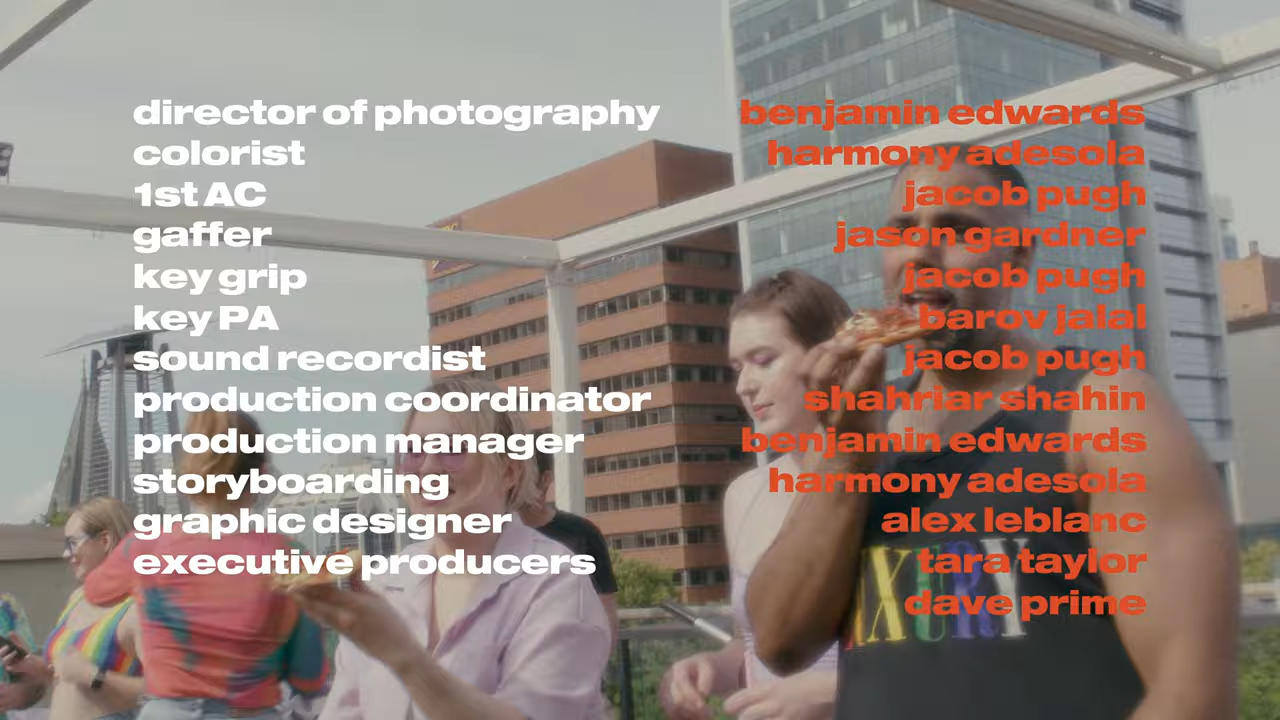 director of photography benjamin edwards
colorist harmony adesola
1st AC jacob pugh
gaffer jason gardner
key grip jacob pugh
key PA barov jalal
sound recordist jacob pugh
production coordinator shahriar shahin
production manager benjamin edwards
storyboarding harmony adesola
graphic designer alex leblanc
executive producers tara taylor
dave prime